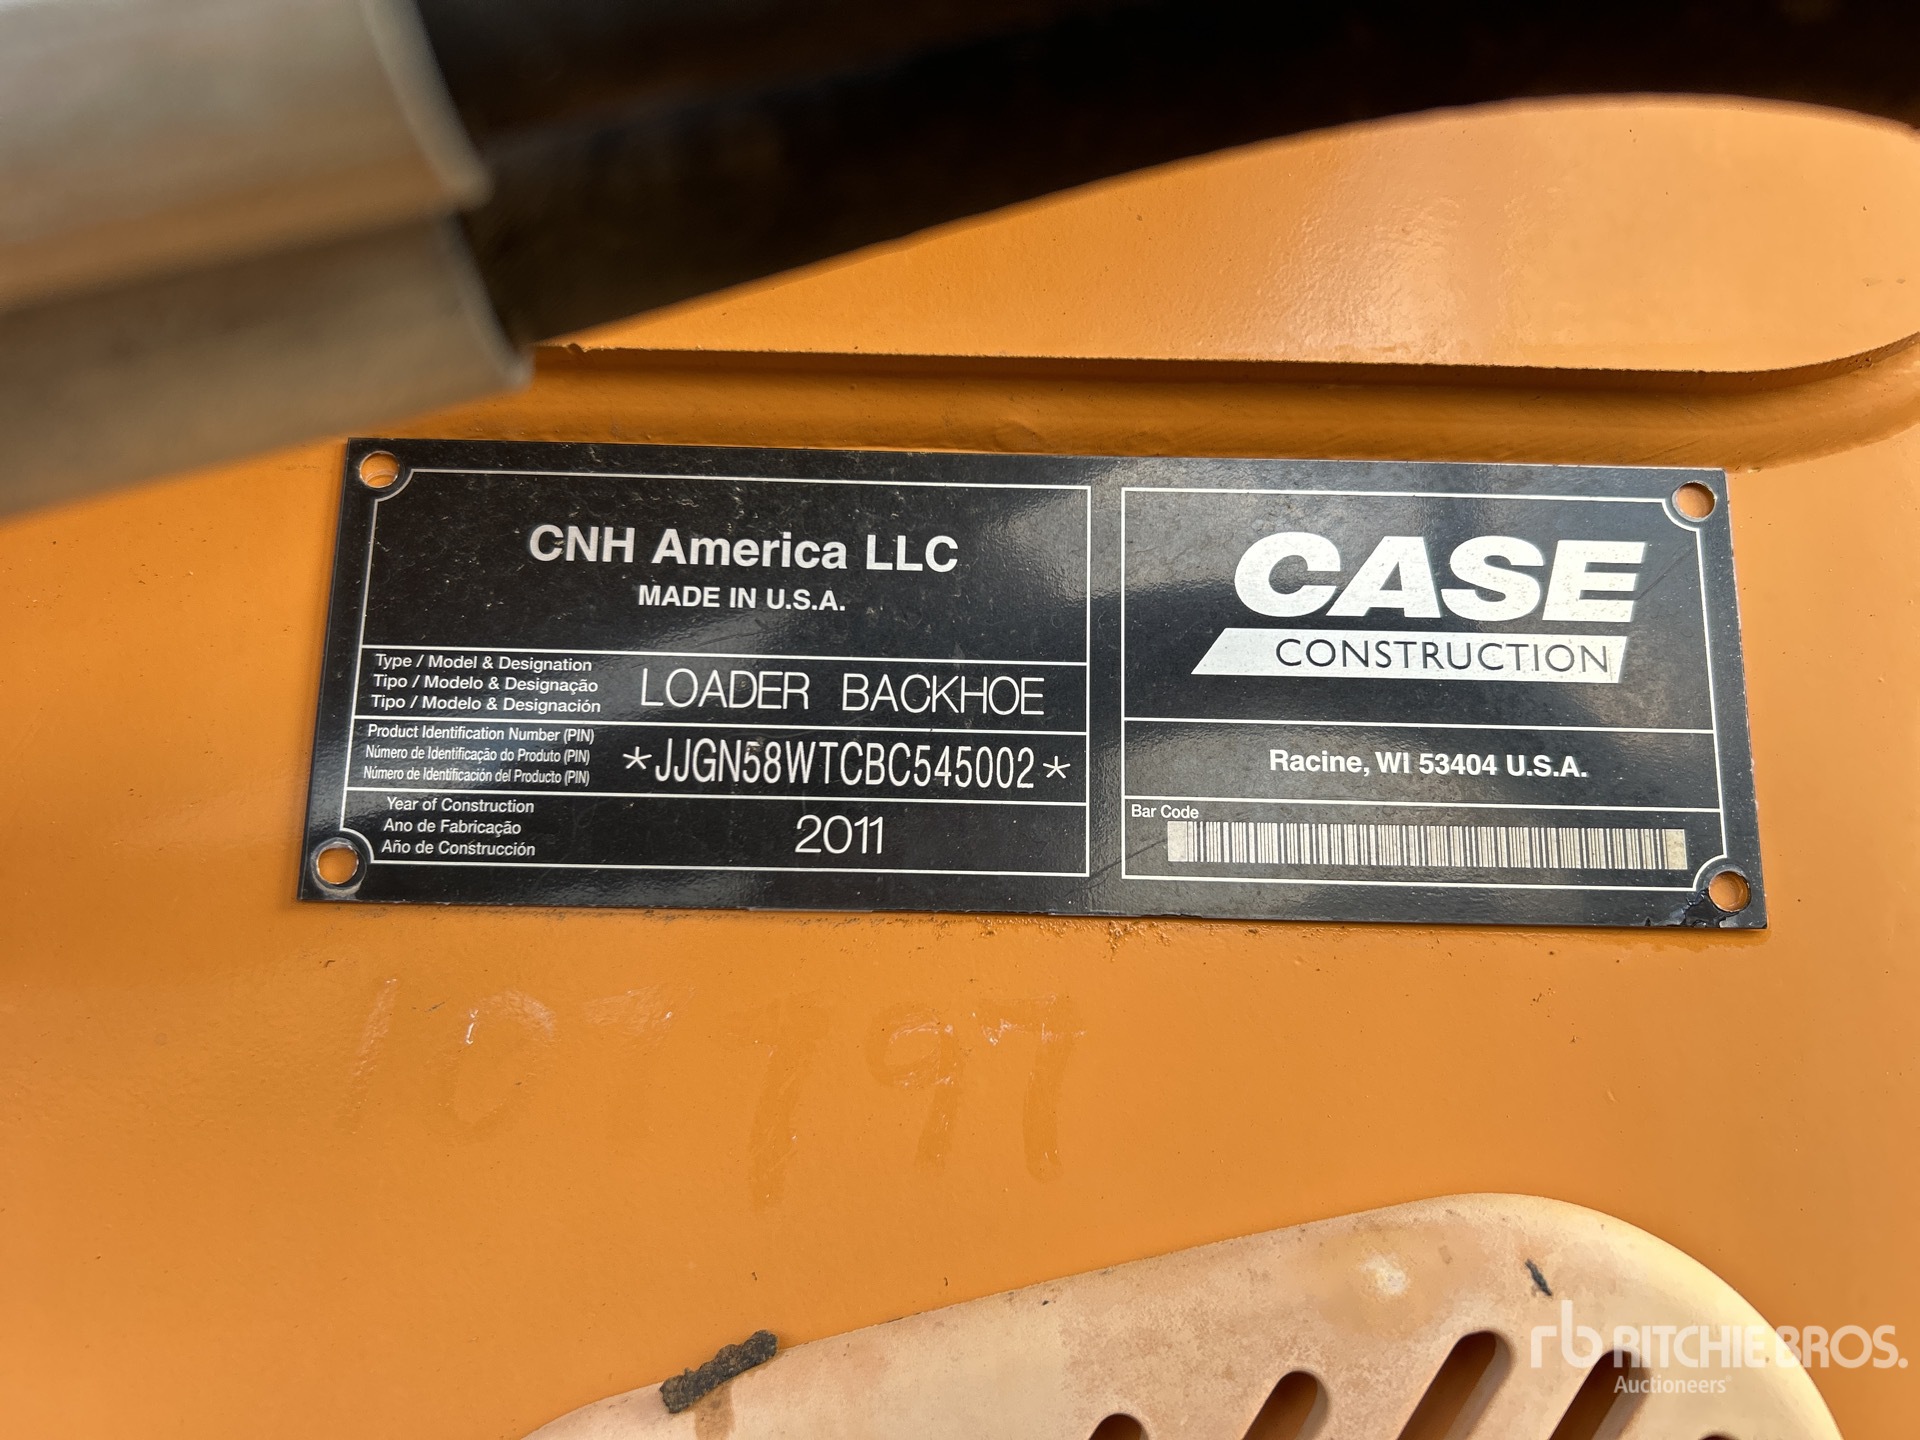 CNH America LLC
MADE IN U.S.A.
Type / Model & Designation
Tipo / Modelo & Designação
Tipo / Modelo & Designación
LOADER BACKHOE
Product Identification Number (PIN)
Número de Identificação do Produto (PIN)
Número de Identificación del Producto (PIN)
*JJGN58WTCBC545002*
Year of Construction
Ano de Fabricação
Año de Construcción
2011
CASE
CONSTRUCTION
Racine, WI 53404 U.S.A.
Bar Code
rb RITCHIE BROS.
Auctioneers